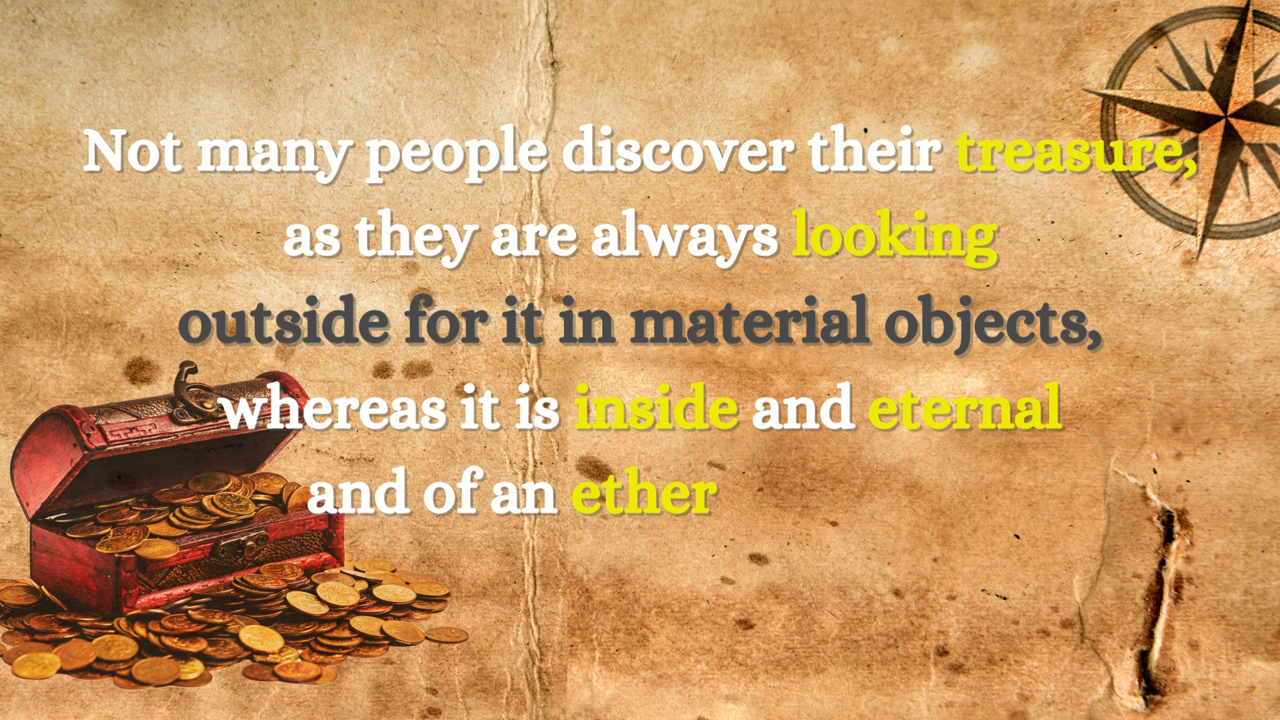 Not many people discover their treasure,
as they are always looking
outside for it in material objects,
whereas it is inside and eternal
and of an ether